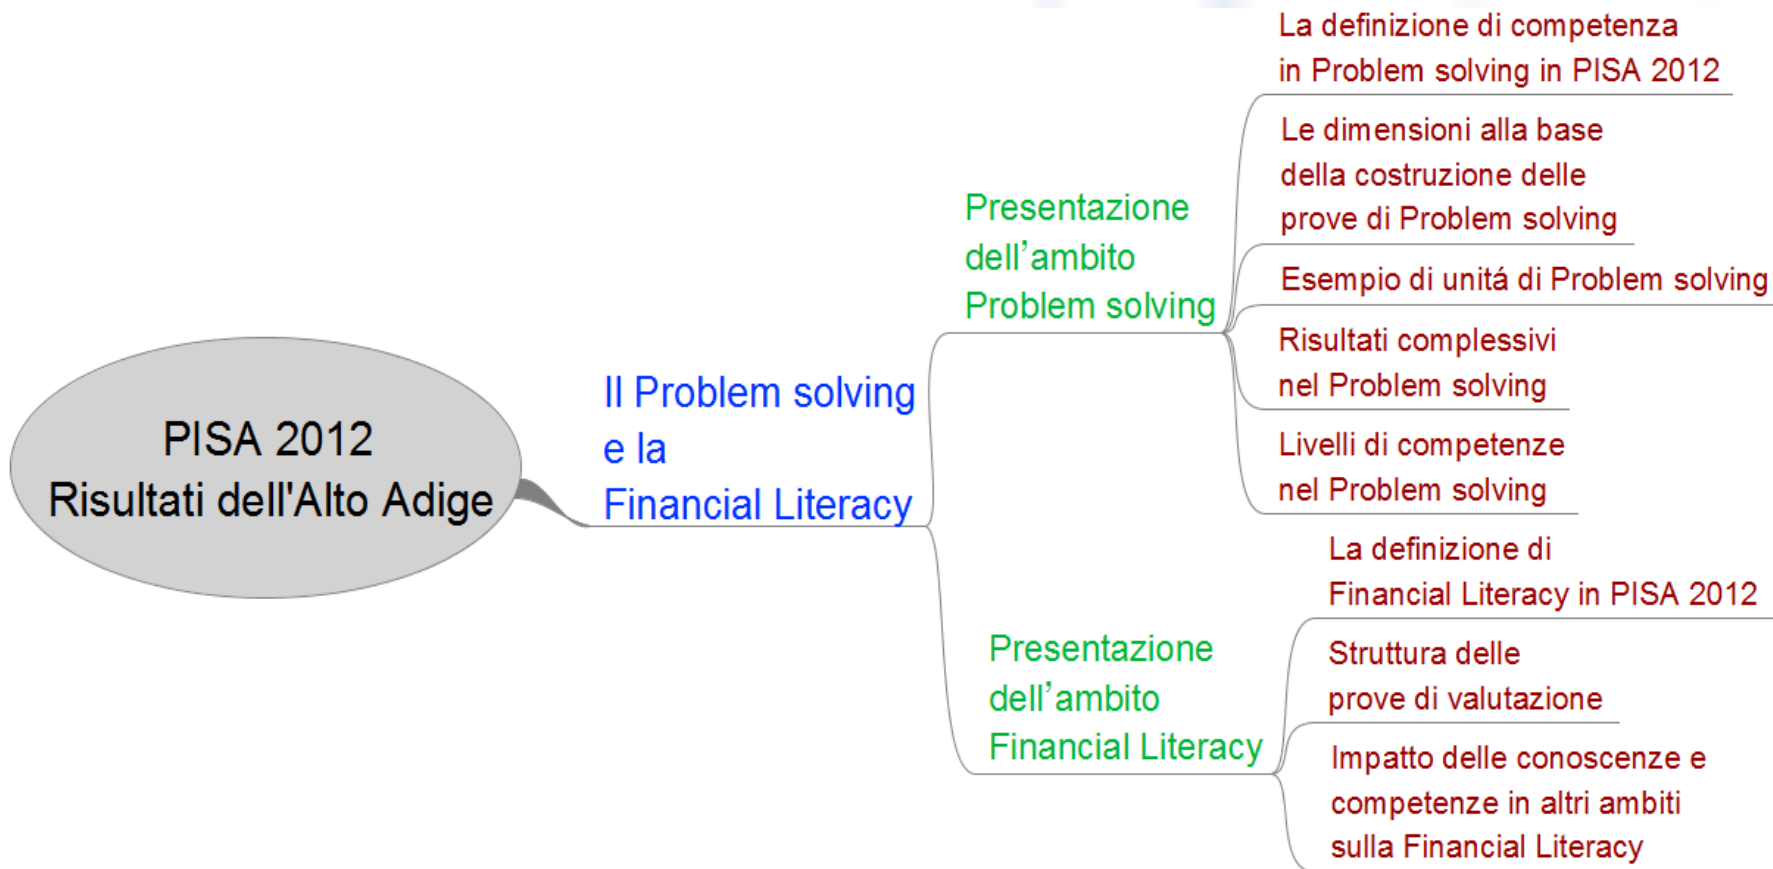 PISA 2012
Risultati dell'Alto Adige
Il Problem solving
e la
Financial Literacy
Presentazione
dell’ambito
Problem solving
La definizione di competenza
in Problem solving in PISA 2012
Le dimensioni alla base
della costruzione delle
prove di Problem solving
Esempio di unitá di Problem solving
Risultati complessivi
nel Problem solving
Livelli di competenze
nel Problem solving
Presentazione
dell’ambito
Financial Literacy
La definizione di
Financial Literacy in PISA 2012
Struttura delle
prove di valutazione
Impatto delle conoscenze e
competenze in altri ambiti
sulla Financial Literacy